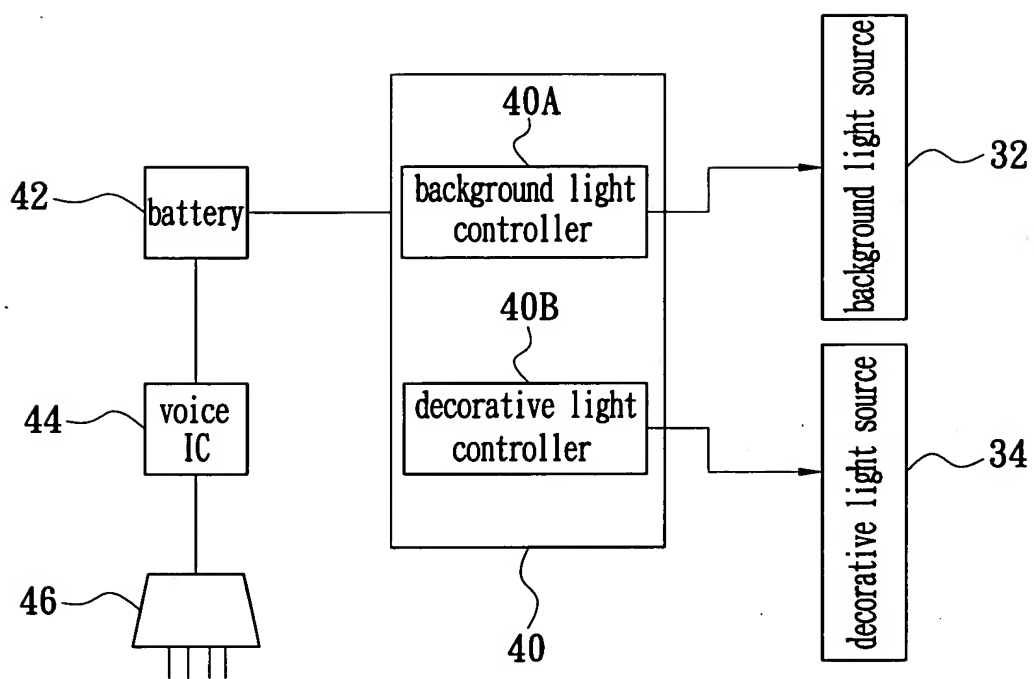 40A
background light
controller
40B
decorative light
controller
40
42
battery
44
voice
IC
46
background light source
32
decorative light source
34